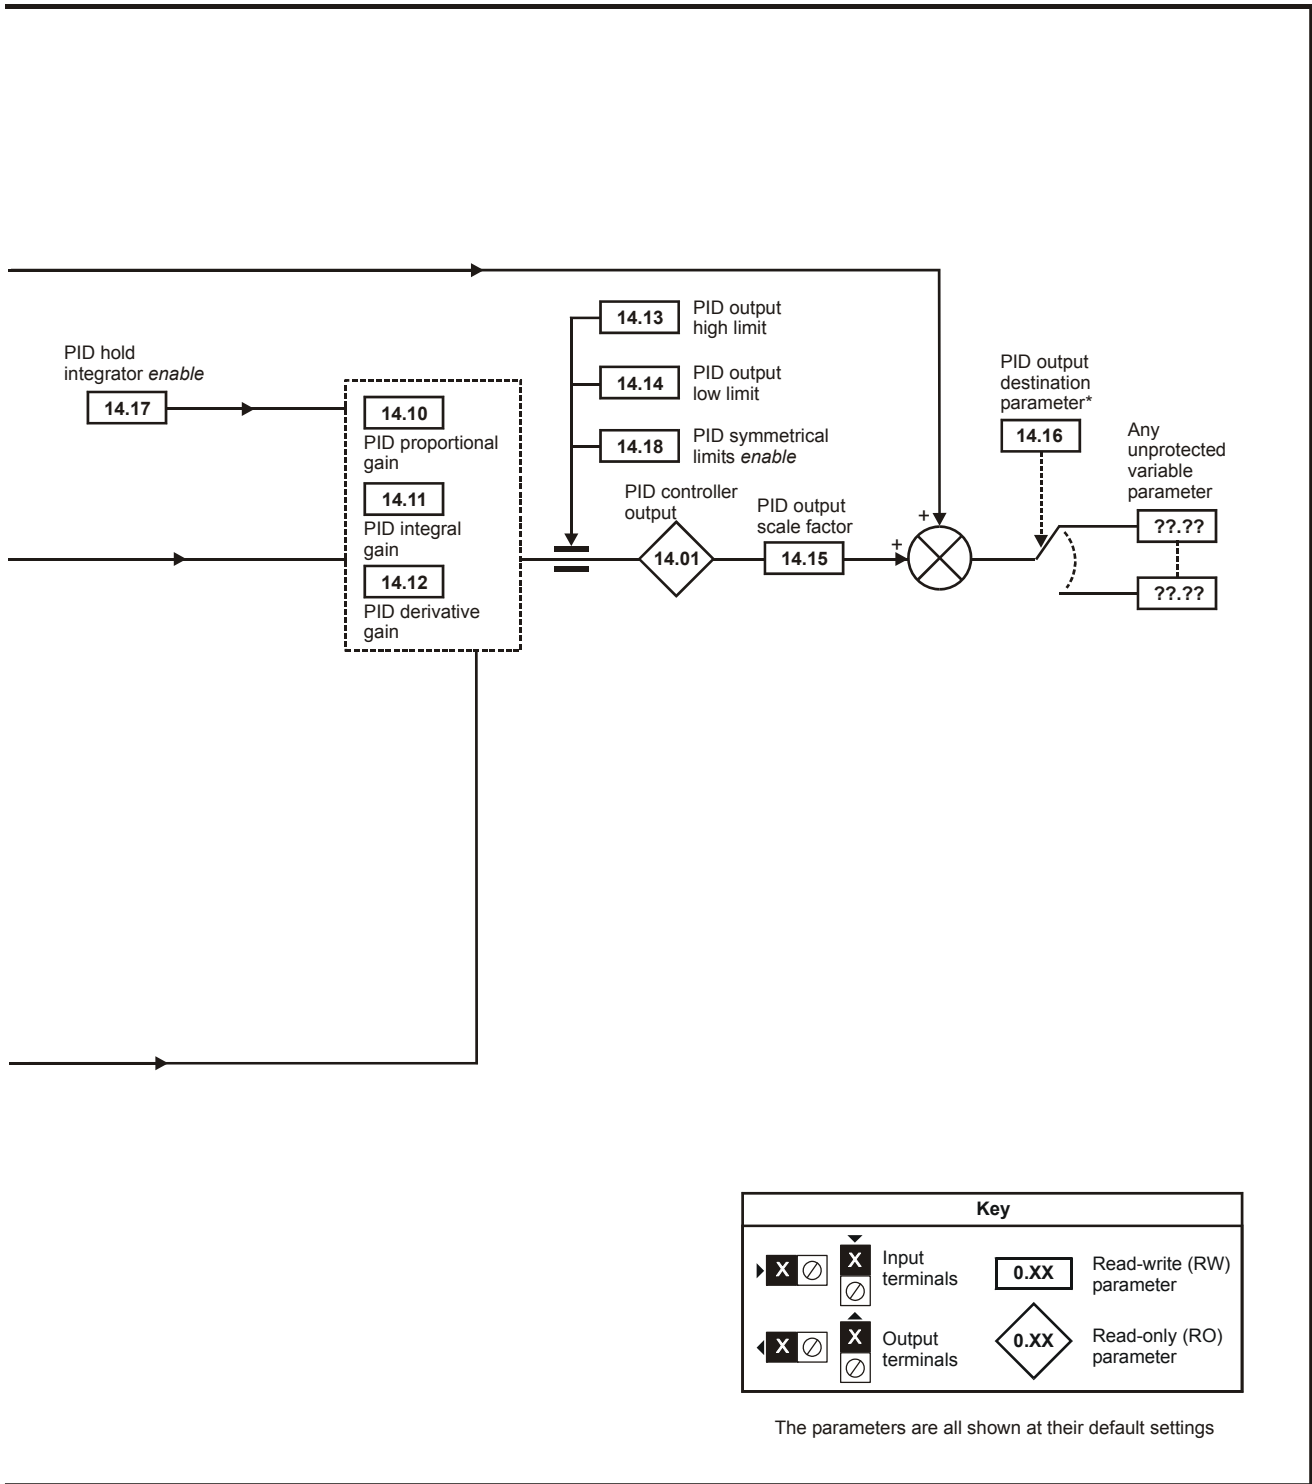 PID hold
integrator enable
14.17
14.10
PID proportional
gain
14.11
PID integral
gain
14.12
PID derivative
gain
14.13
PID output
high limit
14.14
PID output
low limit
14.18
PID symmetrical
limits enable
PID controller
output
14.01
PID output
scale factor
14.15
+
+
PID output
destination
parameter*
14.16
Any
unprotected
variable
parameter
??.??
??.??
Key
X
X
Input
terminals
0.XX
Read-write (RW)
parameter
X
X
Output
terminals
0.XX
Read-only (RO)
parameter
The parameters are all shown at their default settings